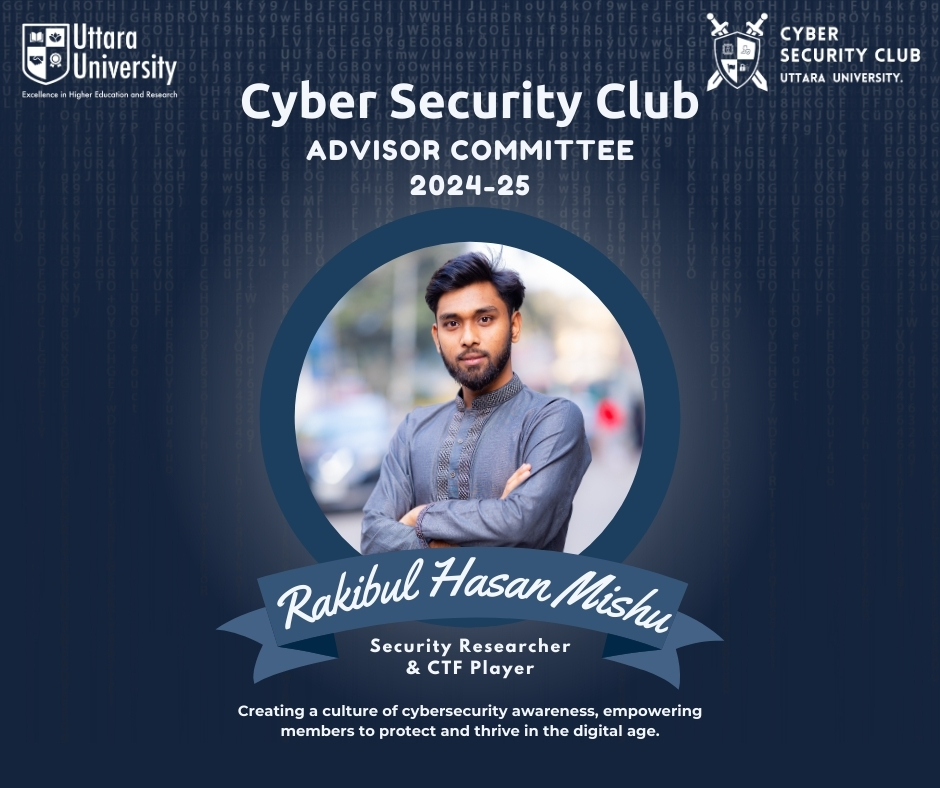 Uttara
University
Excellence in Higher Education and Research
CYBER
SECURITY CLUB
UTTARA UNIVERSITY.
Cyber Security Club
ADVISOR COMMITTEE
2024-25
Rakibul Hasan Mishu
Security Researcher
& CTF Player
Creating a culture of cybersecurity awareness, empowering
members to protect and thrive in the digital age.